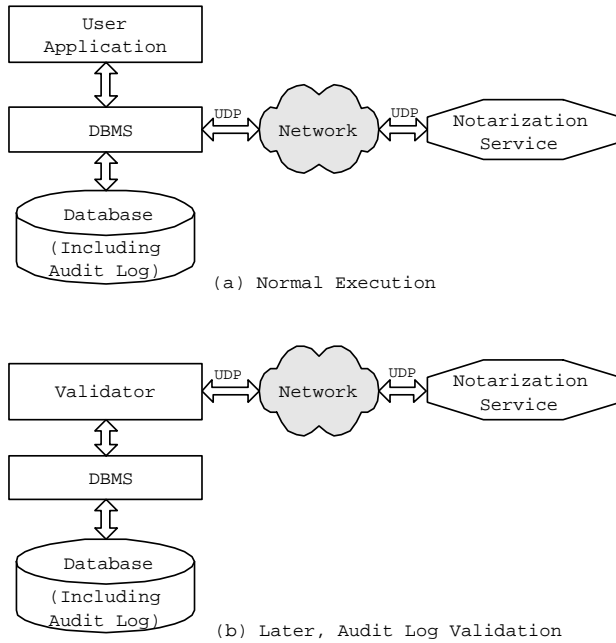 User
Application
DBMS
UDP
Network
UDP
Notarization
Service
Database
(Including
Audit Log)
(a) Normal Execution
Validator
UDP
Network
UDP
Notarization
Service
DBMS
Database
(Including
Audit Log)
(b) Later, Audit Log Validation